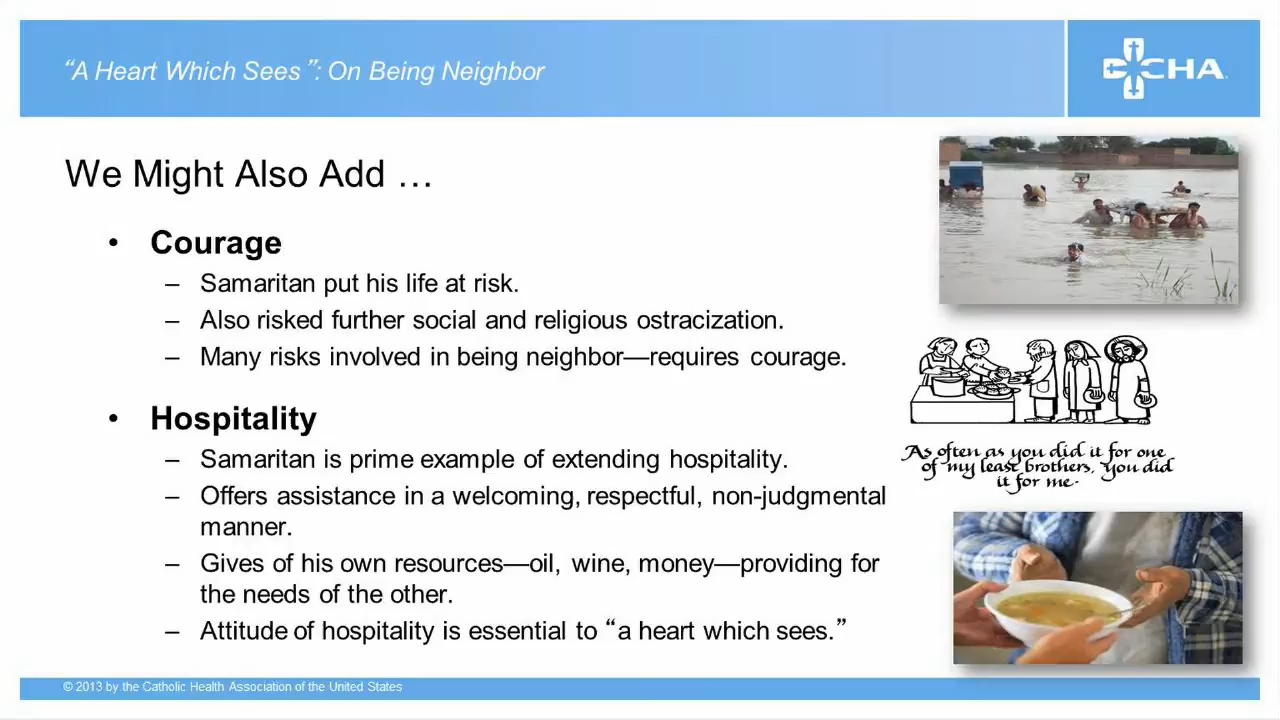 “A Heart Which Sees”: On Being Neighbor
CHA
We Might Also Add …
• Courage
– Samaritan put his life at risk.
– Also risked further social and religious ostracization.
– Many risks involved in being neighbor—requires courage.
• Hospitality
– Samaritan is prime example of extending hospitality.
– Offers assistance in a welcoming, respectful, non-judgmental
manner.
– Gives of his own resources—oil, wine, money—providing for
the needs of the other.
– Attitude of hospitality is essential to “a heart which sees.”
As often as you did it for one
of my least brothers, you did
it for me.
© 2013 by the Catholic Health Association of the United States